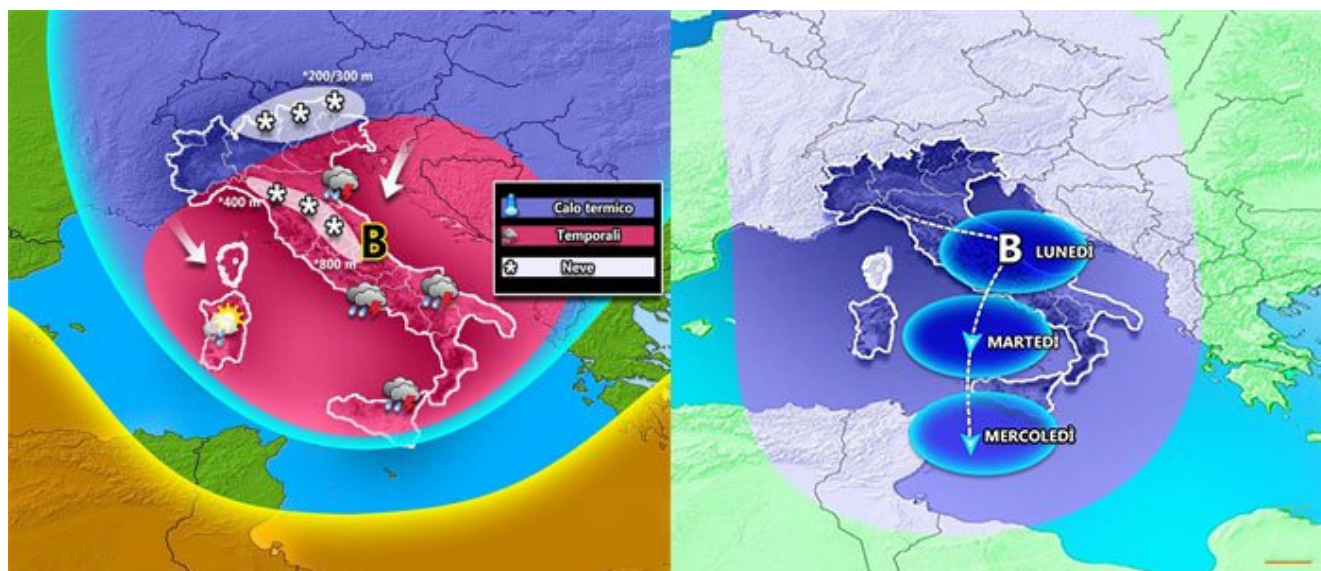 *200/300 m
*400 m
B
*800 m
Calo termico
Temporali
Neve
B
LUNEDÌ
MARTEDÌ
MERCOLEDÌ